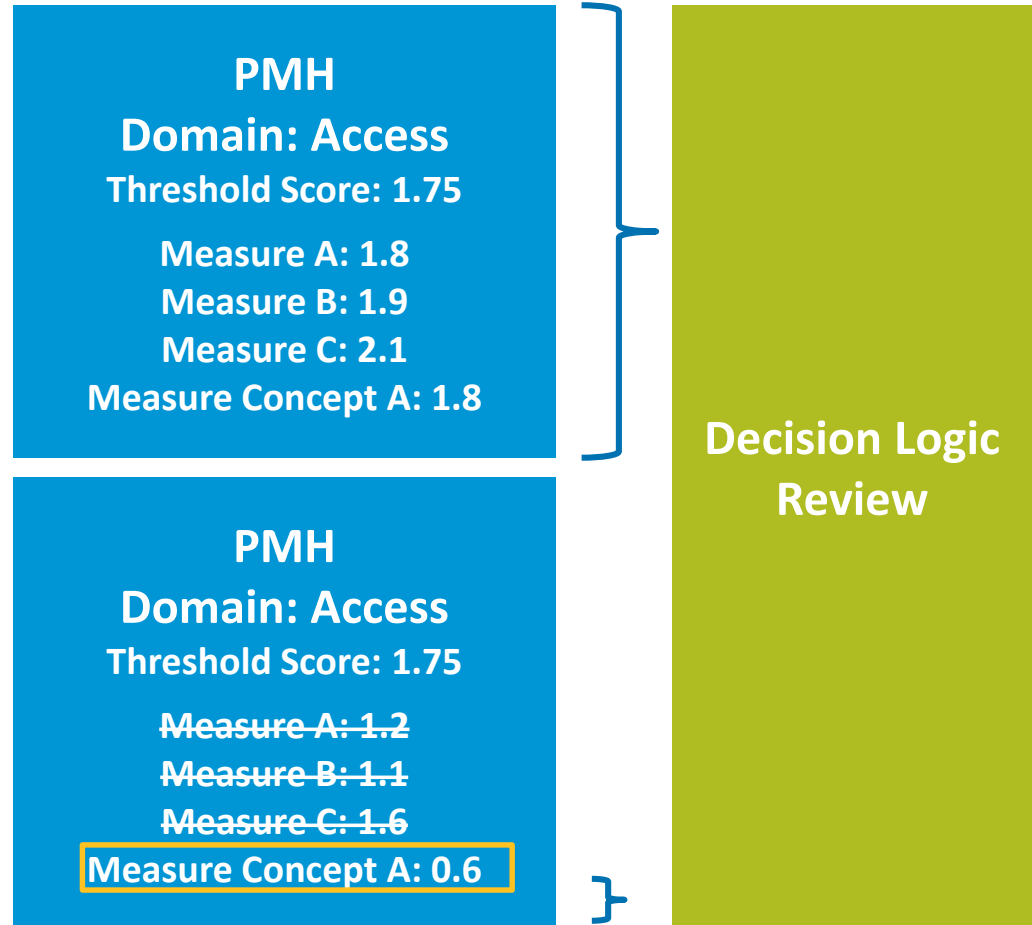 PMH
Domain: Access
Threshold Score: 1.75
Measure A: 1.8
Measure B: 1.9
Measure C: 2.1
Measure Concept A: 1.8
PMH
Domain: Access
Threshold Score: 1.75
Measure A: 1.2
Measure B: 1.1
Measure C: 1.6
Measure Concept A: 0.6
Decision Logic
Review